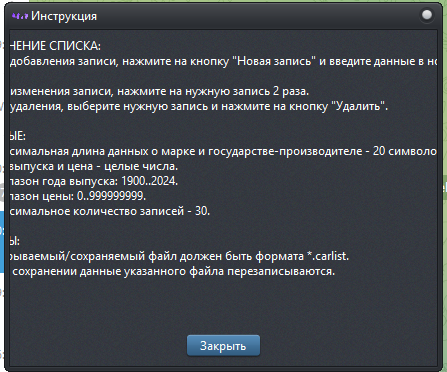 Инструкция
НЕНИЕ СПИСКА:
добавления записи, нажмите на кнопку "Новая запись" и введите данные в но
изменения записи, нажмите на нужную запись 2 раза.
удаления, выберите нужную запись и нажмите на кнопку "Удалить".
ЫЕ:
симальная длина данных о марке и государстве-производителе - 20 символо
выпуска и цена - целые числа.
пазон года выпуска: 1900..2024.
пазон цены: 0..999999999.
симальное количество записей - 30.
Ы:
рываемый/сохраняемый файл должен быть формата *.carlist.
сохранении данные указанного файла перезаписываются.
Закрыть